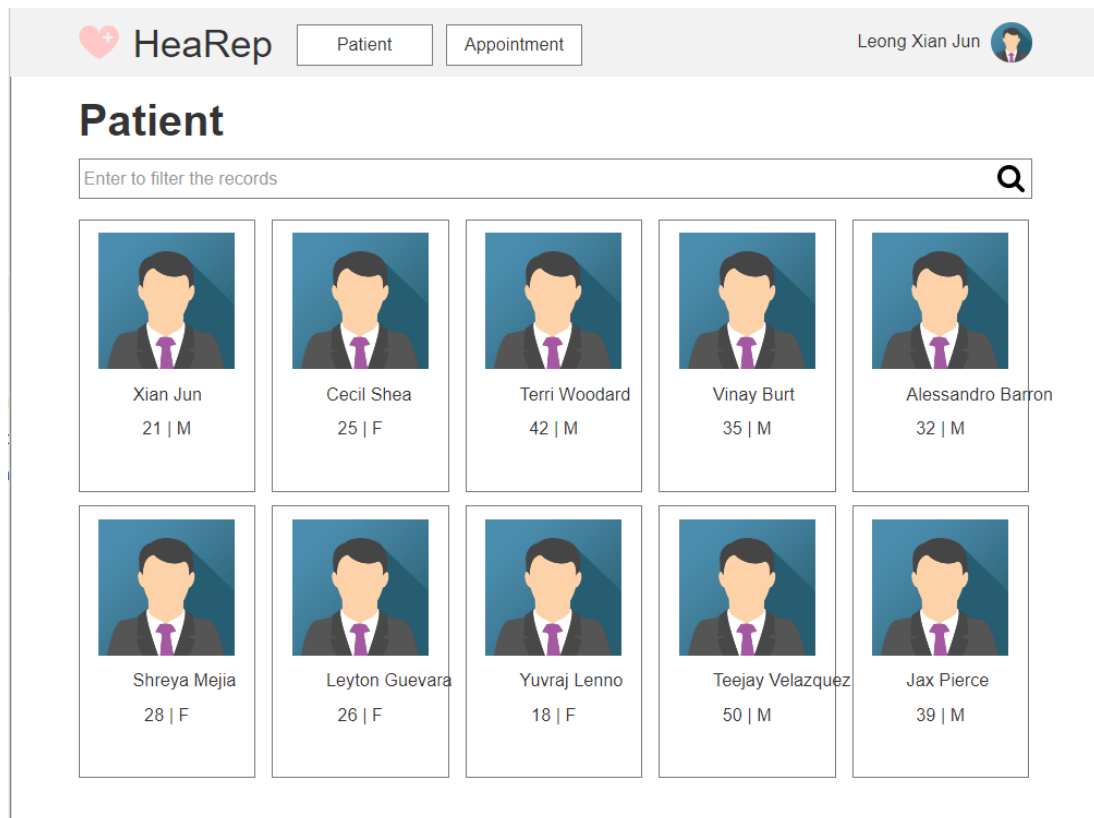 HeaRep Patient Appointment Leong Xian Jun
Patient
Enter to filter the records
Xian Jun Cecil Shea Terri Woodard Vinay Burt Alessandro Barron
21 | M 25 | F 42 | M 35 | M 32 | M
Shreya Mejia Leyton Guevara Yuvraj Lenno Teejay Velazquez Jax Pierce
28 | F 26 | F 18 | F 50 | M 39 | M